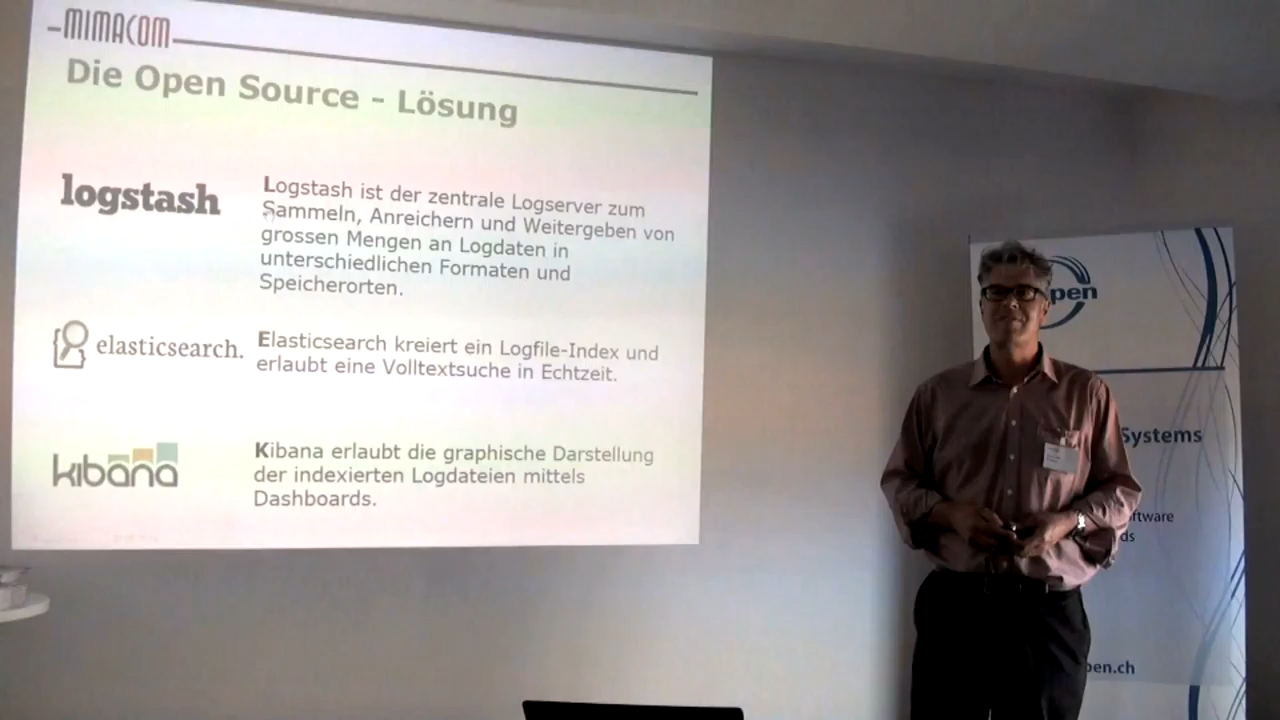 MIMACOM
Die Open Source - Lösung
logstash
Logstash ist der zentrale Logserver zum
Sammeln, Anreichern und Weitergeben von
grossen Mengen an Logdaten in
unterschiedlichen Formaten und
Speicherorten.
elasticsearch.
Elasticsearch kreiert ein Logfile-Index und
erlaubt eine Volltextsuche in Echtzeit.
kibana
Kibana erlaubt die graphische Darstellung
der indexierten Logdateien mittels
Dashboards.
pen
Systems
ftware
ds
pen.ch